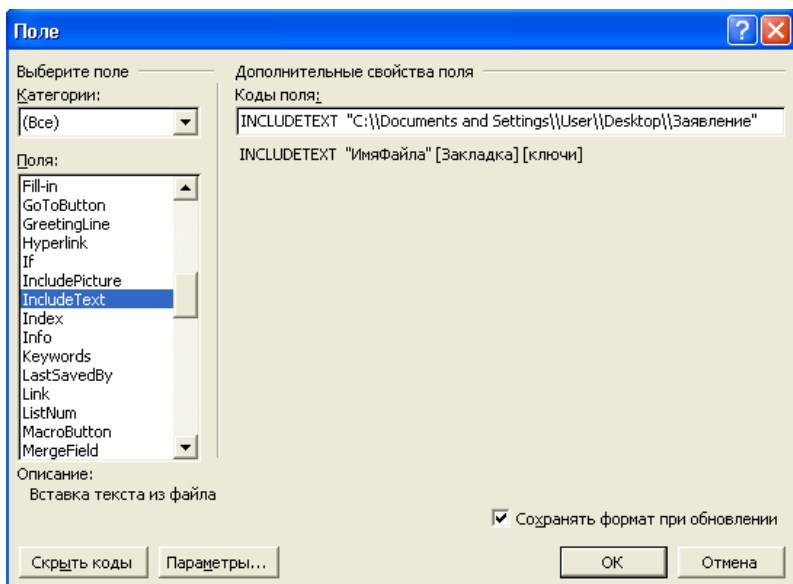 Поле
Выберите поле
Категории:
(Все)
Поля:
Fill-in
GoToButton
GreetingLine
Hyperlink
If
IncludePicture
IncludeText
Index
Info
Keywords
LastSavedBy
Link
ListNum
MacroButton
MergeField
Дополнительные свойства поля
Коды поля:
INCLUDETEXT "C:\\Documents and Settings\\User\\Desktop\\Заявление"
INCLUDETEXT "ИмяФайла" [Закладка] [ключи]
Описание:
Вставка текста из файла
Сохранять формат при обновлении
Скрыть коды
Параметры...
ОК
Отмена